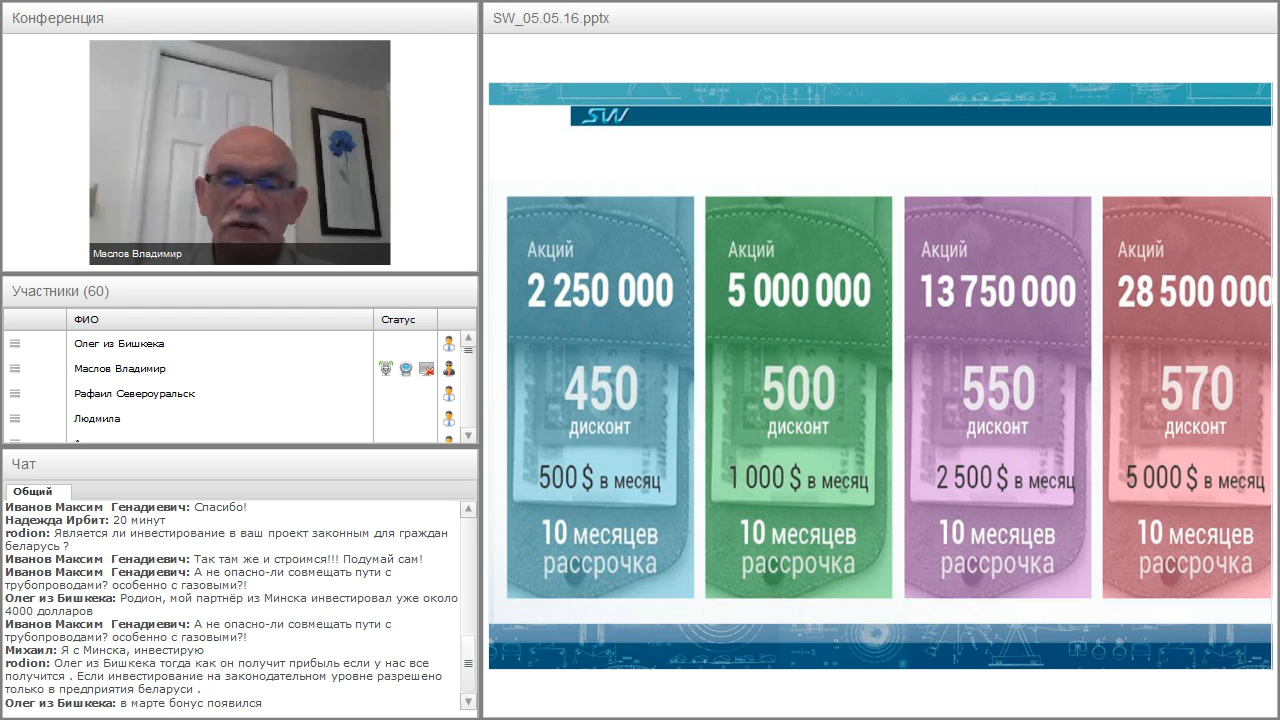 Конференция
Маслов Владимир
Участники (60)
ФИО Статус
Олег из Бишкека
Маслов Владимир
Рафаил Североуральск
Людмила
Чат
Общий
Иванов Максим Генадиевич: Спасибо!
Надежда Ирбит: 20 минут
rodion: Является ли инвестирование в ваш проект законным для граждан
беларусь ?
Иванов Максим Генадиевич: Так там же и строимся!!! Подумай сам!
Иванов Максим Генадиевич: А не опасно-ли совмещать пути с
трубопроводами? особенно с газовыми?!
Олег из Бишкека: Родион, мой партнёр из Минска инвестировал уже около
4000 долларов
Иванов Максим Генадиевич: А не опасно-ли совмещать пути с
трубопроводами? особенно с газовыми?!
Михаил: Я с Минска, инвестирую
rodion: Олег из Бишкека тогда как он получит прибыль если у нас все
Если инвестирование на законодательном уровне разрешено
только в предприятия беларуси .
Олег из Бишкека: в марте бонус появился
SW_05.05.16.pptx
SW
Акций
2 250 000
450
дисконт
500 $ в месяц
10 месяцев
рассрочка
Акций
5 000 000
500
дисконт
1 000 $ в месяц
10 месяцев
рассрочка
Акций
13 750 000
550
дисконт
2 500 $ в месяц
10 месяцев
рассрочка
Акций
28 500 000
570
дисконт
5 000 $ в месяц
10 месяцев
рассрочка